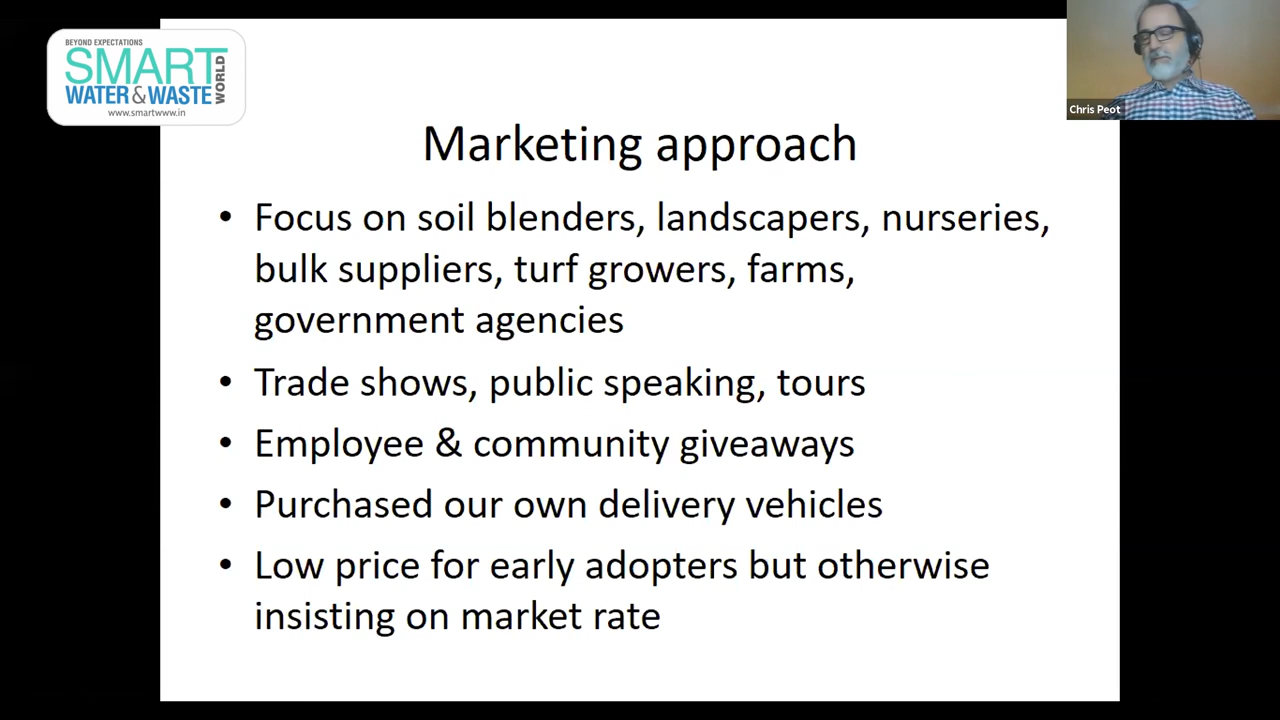 BEYOND EXPECTATIONS
SMART
WATER & WASTE
WORLD
www.smartwww.in
Chris Peot
Marketing approach
• Focus on soil blenders, landscapers, nurseries,
bulk suppliers, turf growers, farms,
government agencies
• Trade shows, public speaking, tours
• Employee & community giveaways
• Purchased our own delivery vehicles
• Low price for early adopters but otherwise
insisting on market rate